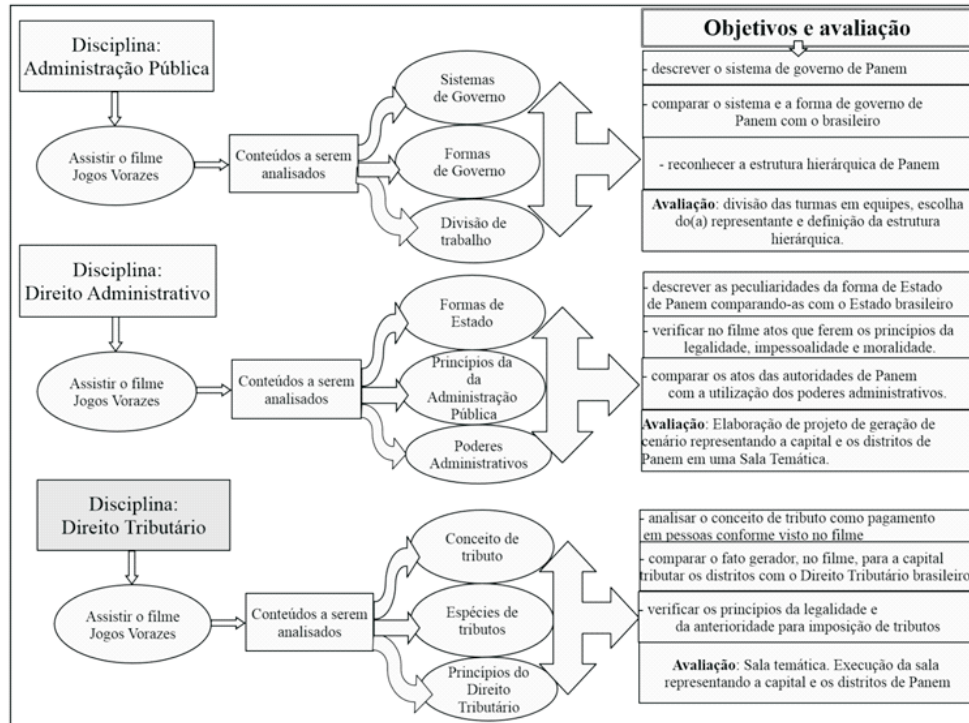 Disciplina:
Administração Pública
Assistir o filme
Jogos Vorazes
Conteúdos a serem
analisados
Sistemas
de Governo
Formas
de Governo
Divisão de
trabalho
Objetivos e avaliação
- descrever o sistema de governo de Panem
- comparar o sistema e a forma de governo de
Panem com o brasileiro
- reconhecer a estrutura hierárquica de Panem
Avaliação: divisão das turmas em equipes, escolha
do(a) representante e definição da estrutura
hierárquica.
Disciplina:
Direito Administrativo
Assistir o filme
Jogos Vorazes
Conteúdos a serem
analisados
Formas de
Estado
Princípios da
da
Administração
Pública
Poderes
Administrativos
- descrever as peculiaridades da forma de Estado
de Panem comparando-as com o Estado brasileiro
- verificar no filme atos que ferem os princípios da
legalidade, impessoalidade e moralidade.
- comparar os atos das autoridades de Panem
com a utilização dos poderes administrativos.
Avaliação: Elaboração de projeto de geração de
cenário representando a capital e os distritos de
Panem em uma Sala Temática.
Disciplina:
Direito Tributário
Assistir o filme
Jogos Vorazes
Conteúdos a serem
analisados
Conceito de
tributo
Espécies de
tributos
Princípios do
Direito
Tributário
- analisar o conceito de tributo como pagamento
em pessoas conforme visto no filme
- comparar o fato gerador, no filme, para a capital
tributar os distritos com o Direito Tributário brasileiro
- verificar os princípios da legalidade e
da anterioridade para imposição de tributos
Avaliação: Sala temática. Execução da sala
representando a capital e os distritos de Panem